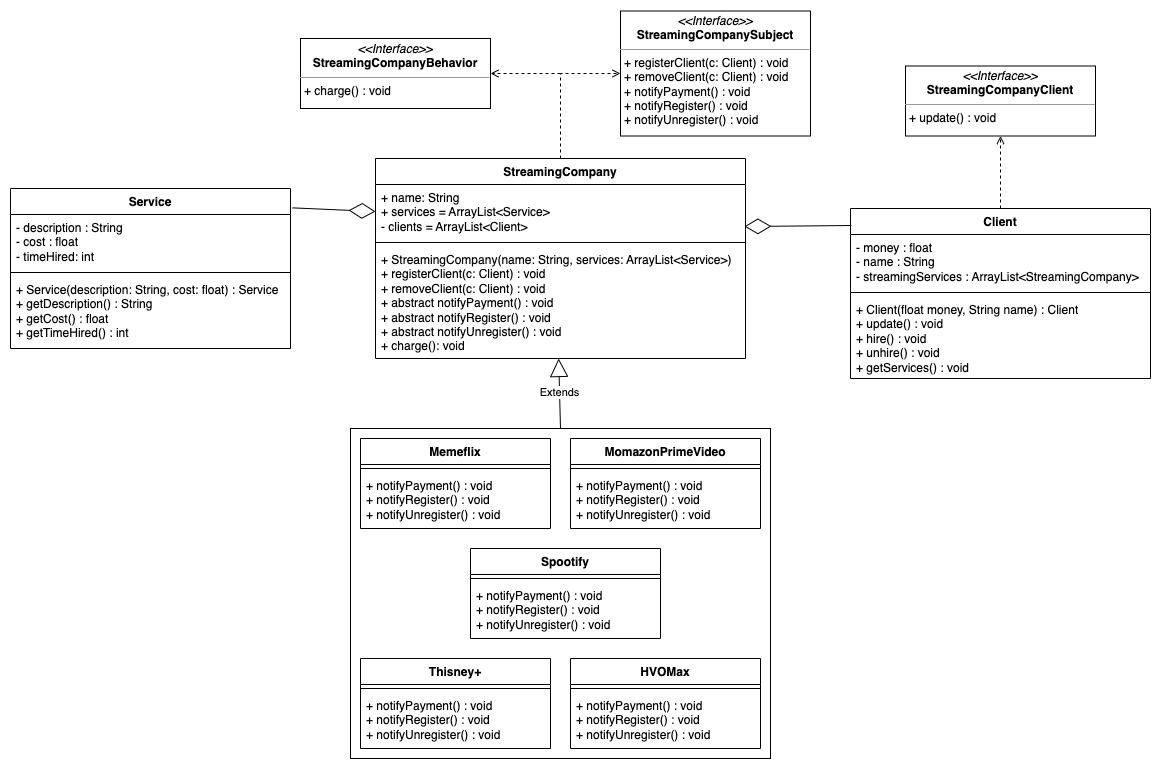 <<Interface>>
StreamingCompanyBehavior
+ charge() : void
<<Interface>>
StreamingCompanySubject
+ registerClient(c: Client) : void
+ removeClient(c: Client) : void
+ notifyPayment() : void
+ notifyRegister() : void
+ notifyUnregister() : void
<<Interface>>
StreamingCompanyClient
+ update() : void
Service
- description : String
- cost : float
- timeHired: int
+ Service(description: String, cost: float) : Service
+ getDescription() : String
+ getCost() : float
+ getTimeHired() : int
StreamingCompany
+ name: String
+ services = ArrayList<Service>
- clients = ArrayList<Client>
+ StreamingCompany(name: String, services: ArrayList<Service>)
+ registerClient(c: Client) : void
+ removeClient(c: Client) : void
+ abstract notifyPayment() : void
+ abstract notifyRegister() : void
+ abstract notifyUnregister() : void
+ charge(): void
Client
- money : float
- name : String
- streamingServices : ArrayList<StreamingCompany>
+ Client(float money, String name) : Client
+ update() : void
+ hire() : void
+ unhire() : void
+ getServices() : void
Extends
Memeflix
+ notifyPayment() : void
+ notifyRegister() : void
+ notifyUnregister() : void
MomazonPrimeVideo
+ notifyPayment() : void
+ notifyRegister() : void
+ notifyUnregister() : void
Spootify
+ notifyPayment() : void
+ notifyRegister() : void
+ notifyUnregister() : void
Thisney+
+ notifyPayment() : void
+ notifyRegister() : void
+ notifyUnregister() : void
HVOMax
+ notifyPayment() : void
+ notifyRegister() : void
+ notifyUnregister() : void